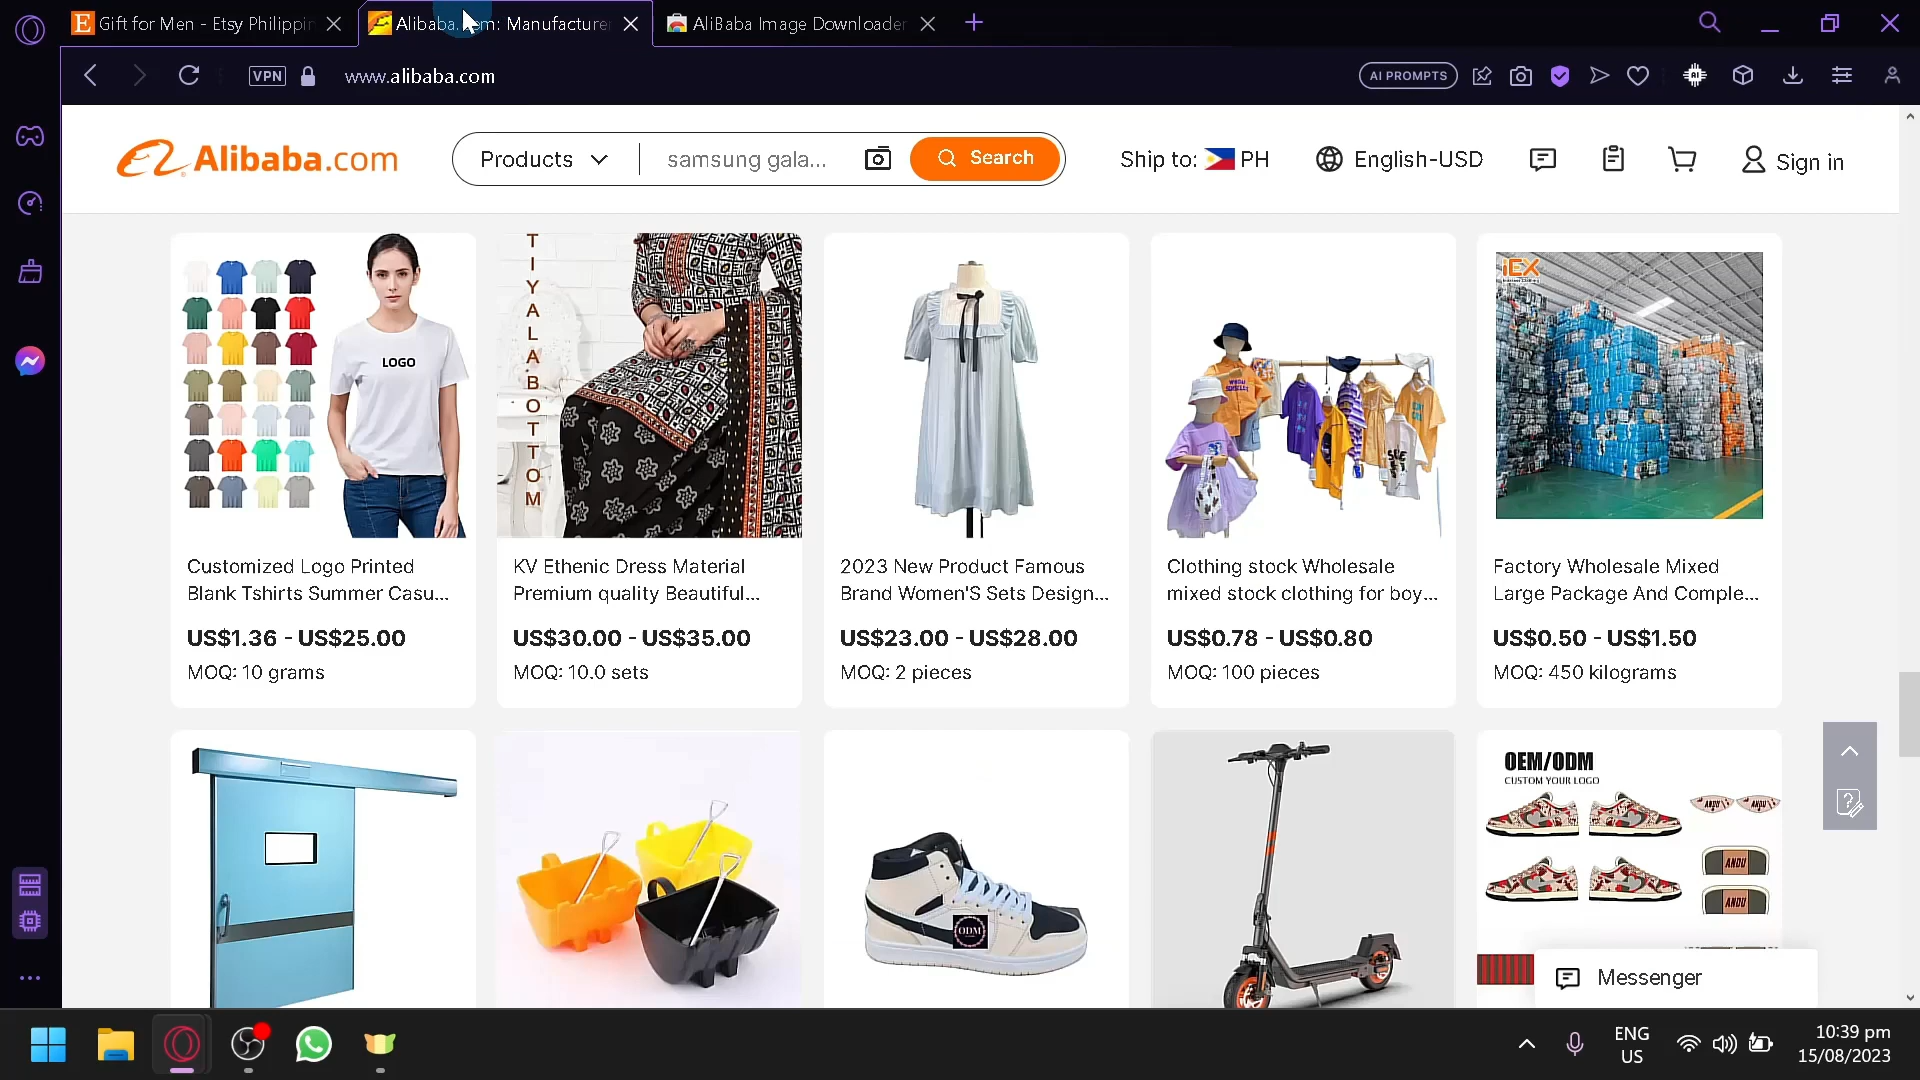 Gift for Men - Etsy Philippin
Alibaba. m: Manufacturer
AliBaba Image Downloader
VPN
www.alibaba.com
AI PROMPTS
Alibaba.com
Products
samsung gala...
Search
Ship to: PH
English-USD
Sign in
LOGO
TIYALABOTTOM
iEX
Customized Logo Printed
Blank Tshirts Summer Casu...
US$1.36 - US$25.00
MOQ: 10 grams
KV Ethenic Dress Material
Premium quality Beautiful...
US$30.00 - US$35.00
MOQ: 10.0 sets
2023 New Product Famous
Brand Women'S Sets Design...
US$23.00 - US$28.00
MOQ: 2 pieces
Clothing stock Wholesale
mixed stock clothing for boy...
US$0.78 - US$0.80
MOQ: 100 pieces
Factory Wholesale Mixed
Large Package And Comple...
US$0.50 - US$1.50
MOQ: 450 kilograms
ODM
OEM/ODM
CUSTOM YOUR LOGO
ANDU
ANDU
ANDU
ANDU
Messenger
ENG
US
10:39 pm
15/08/2023